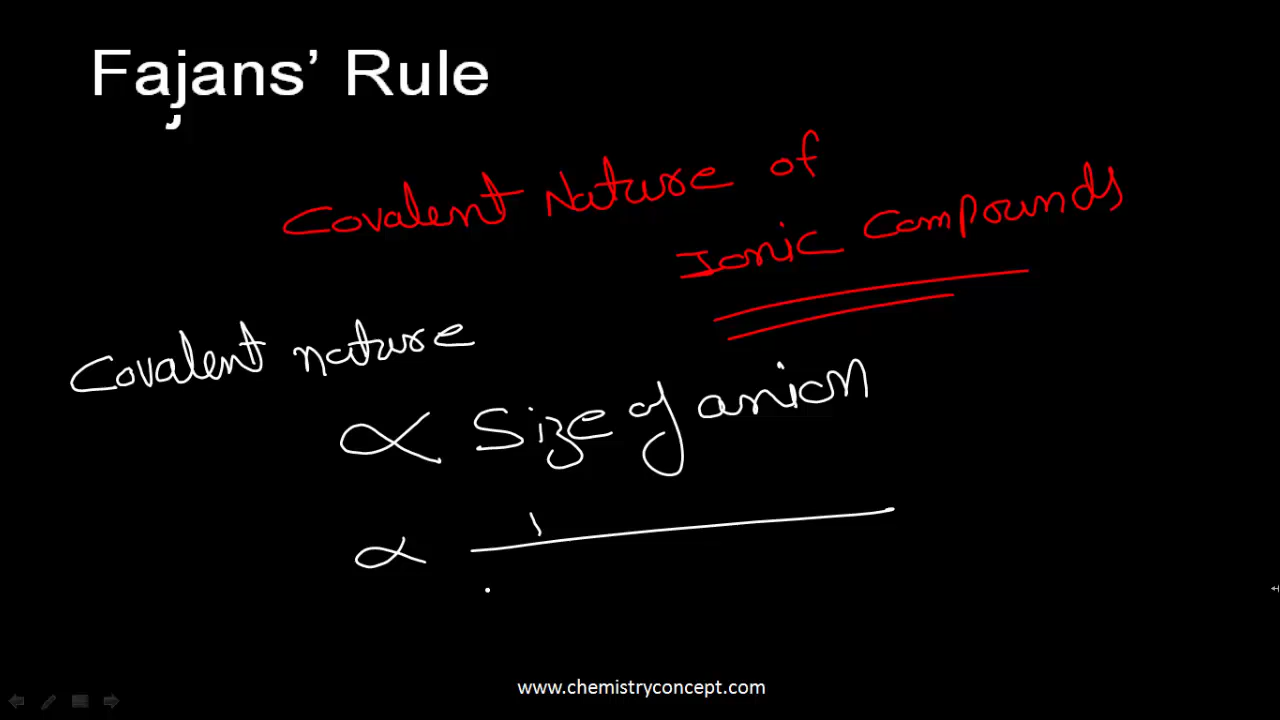 Fajans’ Rule
Covalent Nature of
Ionic Compounds
Covalent nature
∝ Size of anion
∝ 1
www.chemistryconcept.com